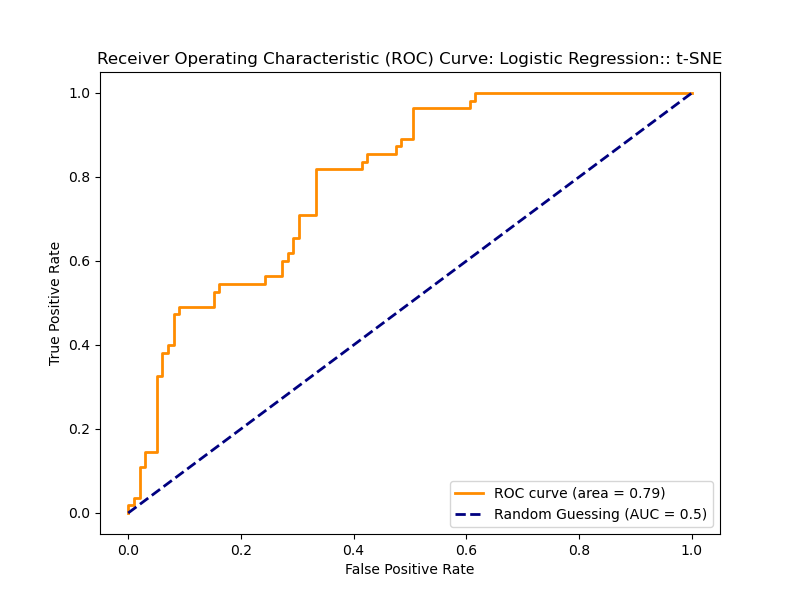 Receiver Operating Characteristic (ROC) Curve: Logistic Regression:: t-SNE
True Positive Rate
1.0
0.8
0.6
0.4
0.2
0.0
0.0 0.2 0.4 0.6 0.8 1.0
False Positive Rate
ROC curve (area = 0.79)
Random Guessing (AUC = 0.5)